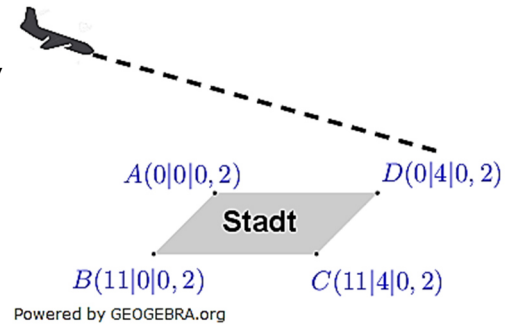 A(0|0|0, 2)
D(0|4|0, 2)
Stadt
B(11|0|0, 2)
C(11|4|0, 2)
Powered by GEOGEBRA.org